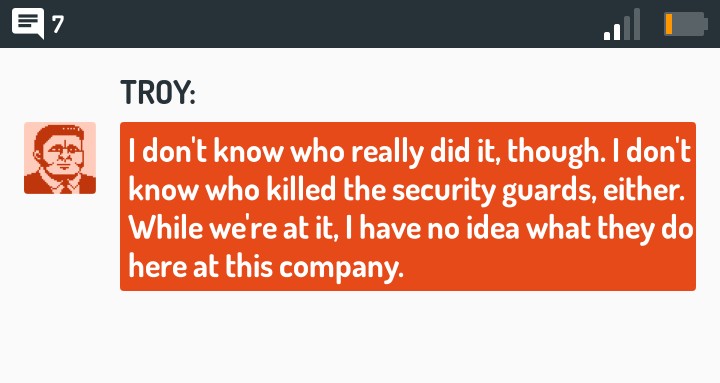 7
TROY:
I don't know who really did it, though. I don't
know who killed the security guards, either.
While we're at it, I have no idea what they do
here at this company.